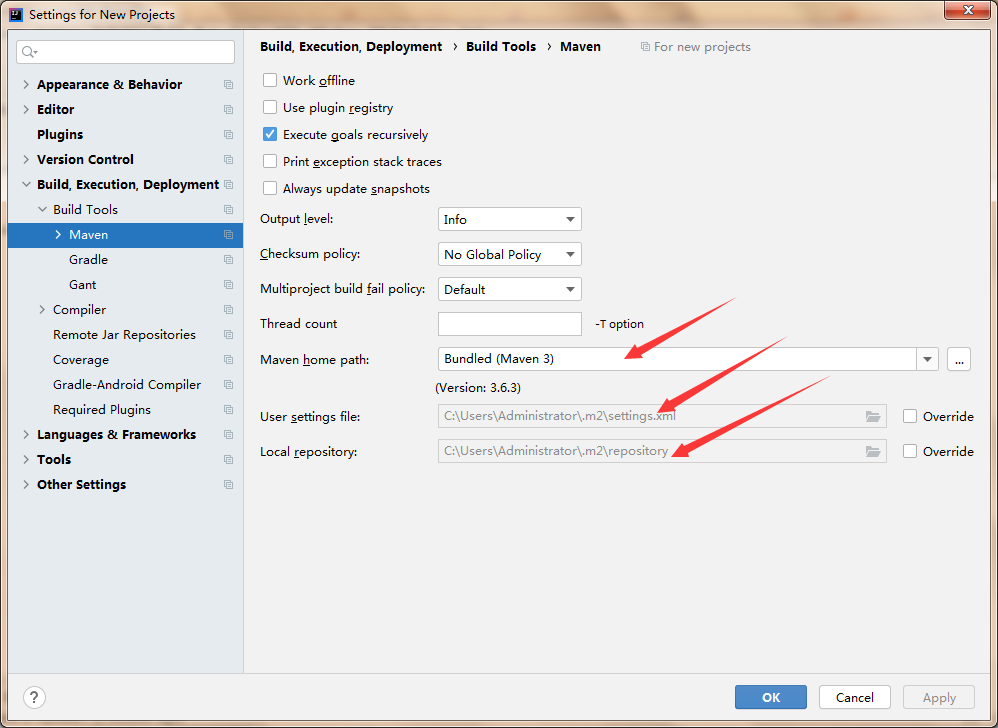 Settings for New Projects
Appearance & Behavior
Editor
Plugins
Version Control
Build, Execution, Deployment
Build Tools
Maven
Gradle
Gant
Compiler
Remote Jar Repositories
Coverage
Gradle-Android Compiler
Required Plugins
Languages & Frameworks
Tools
Other Settings
Build, Execution, Deployment › Build Tools › Maven For new projects
Work offline
Use plugin registry
Execute goals recursively
Print exception stack traces
Always update snapshots
Output level: Info
Checksum policy: No Global Policy
Multiproject build fail policy: Default
Thread count -T option
Maven home path: Bundled (Maven 3) ...
(Version: 3.6.3)
User settings file: C:\Users\Administrator\.m2\settings.xml Override
Local repository: C:\Users\Administrator\.m2\repository Override
? OK Cancel Apply